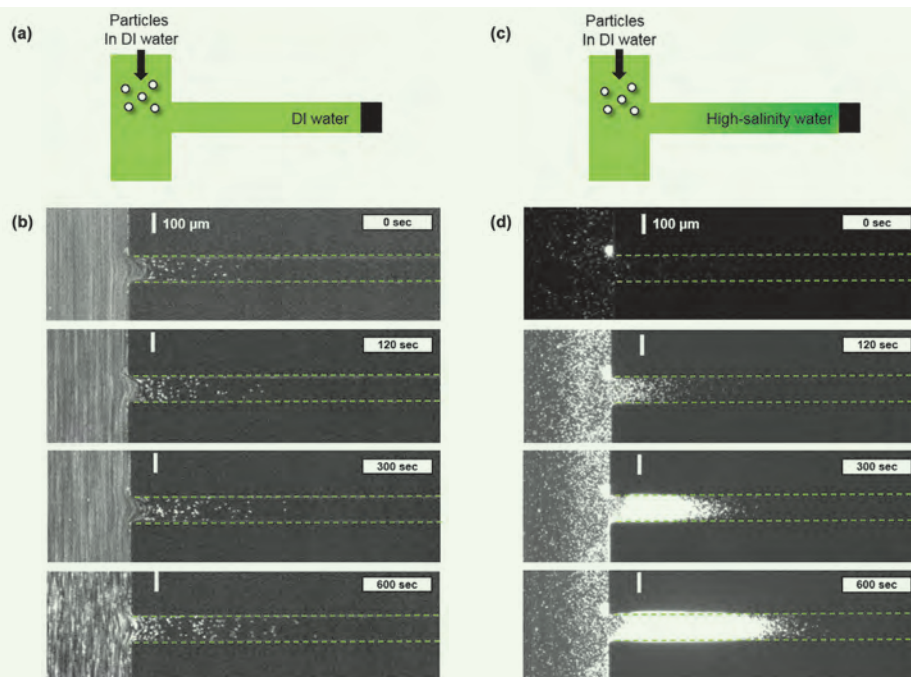 (a)
Particles
In DI water
DI water
(c)
Particles
In DI water
High-salinity water
(b)
100 µm
0 sec
120 sec
300 sec
600 sec
(d)
100 µm
0 sec
120 sec
300 sec
600 sec